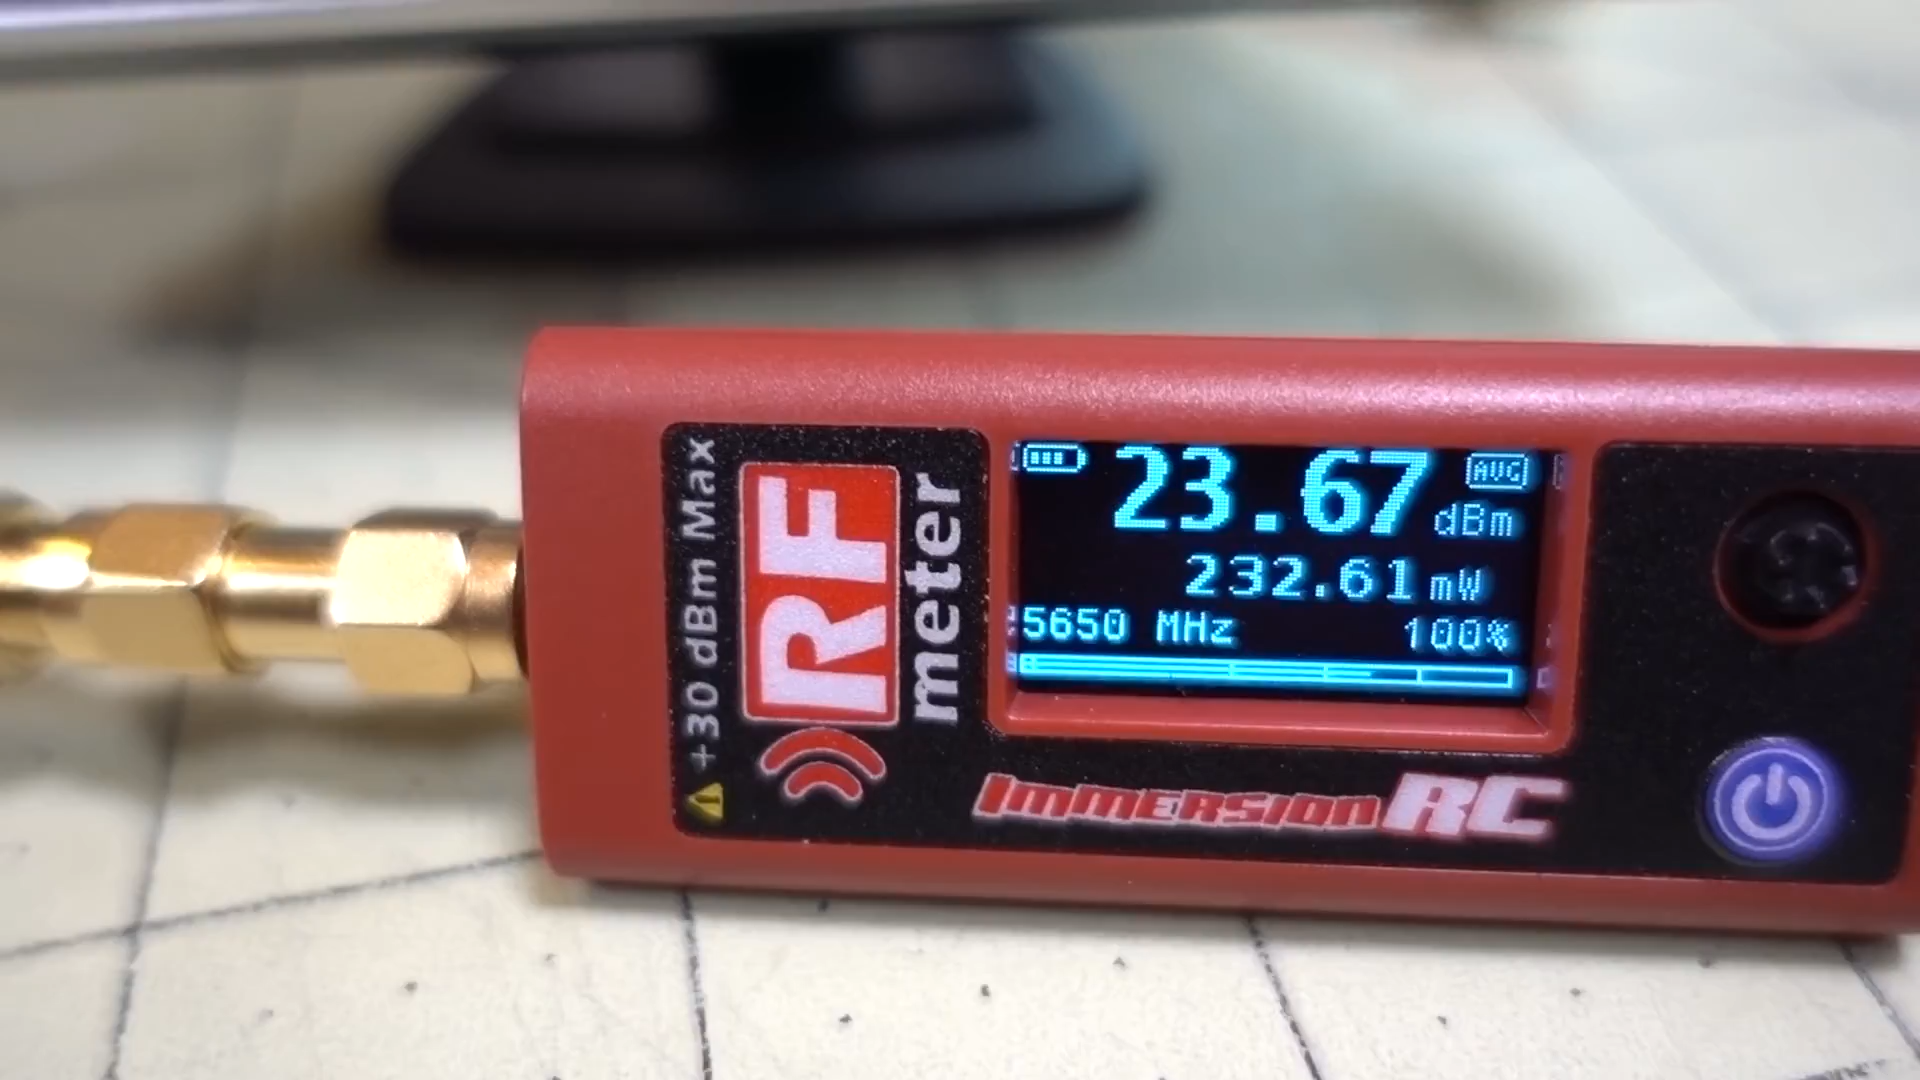 +30 dBm Max
RF
meter
23.67 dBm
AVG
232.61 mW
5650 MHz 100%
ImmersionRC